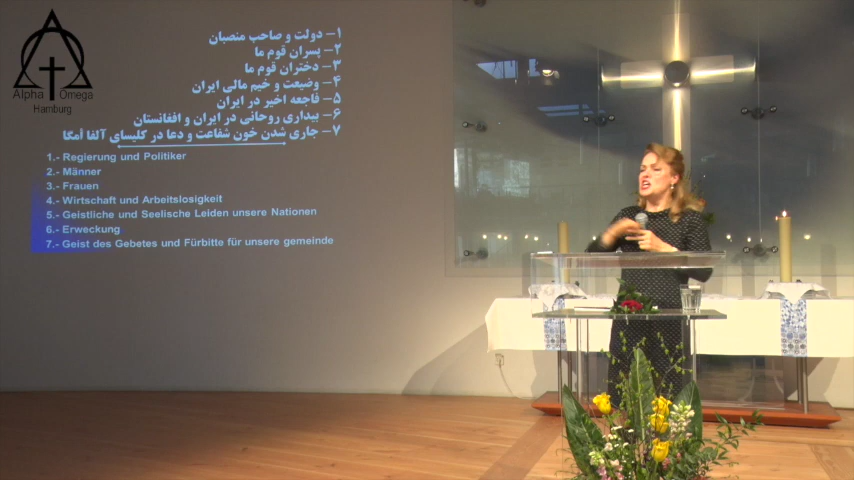 Alpha Omega
Hamburg
۱– دولت و صاحب منصبان
۲– پسران قوم ما
۳– دختران قوم ما
۴– وضیعت و خیم مالی ایران
۵– فاجعه اخیر در ایران
۶– بیداری روحانی در ایران و افغانستان
۷– جاری شدن خون شفاعت و دعا در کلیسای آلفا اُمگا
1.- Regierung und Politiker
2.- Männer
3.- Frauen
4.- Wirtschaft und Arbeitslosigkeit
5.- Geistliche und Seelische Leiden unsere Nationen
6.- Erweckung
7.- Geist des Gebetes und Fürbitte für unsere gemeinde